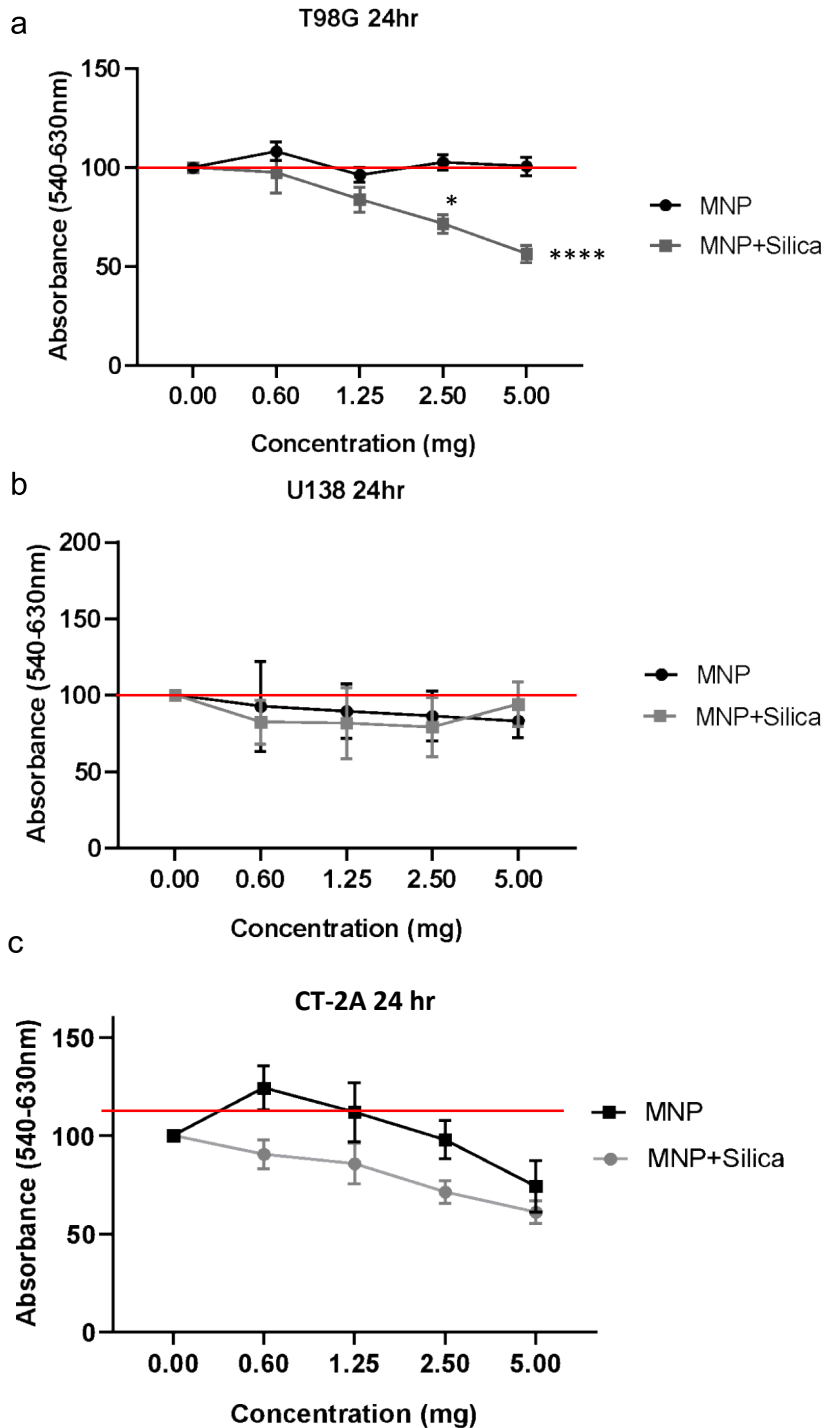 a
T98G 24hr
Absorbance (540-630nm)
150
100
50
0
*
****
MNP
MNP+Silica
0.00 0.60 1.25 2.50 5.00
Concentration (mg)
b
U138 24hr
Absorbance (540-630nm)
200
150
100
50
0
MNP
MNP+Silica
0.00 0.60 1.25 2.50 5.00
Concentration (mg)
c
CT-2A 24 hr
Absorbance (540-630nm)
150
100
50
0
MNP
MNP+Silica
0.00 0.60 1.25 2.50 5.00
Concentration (mg)